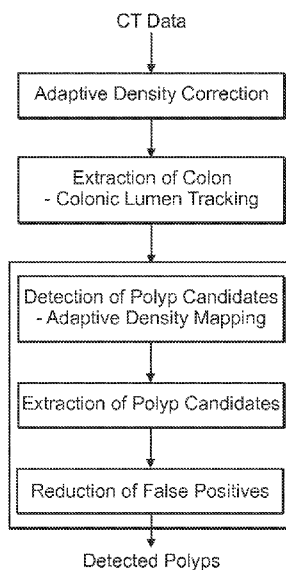 CT Data
Adaptive Density Correction
Extraction of Colon
- Colonic Lumen Tracking
Detection of Polyp Candidates
- Adaptive Density Mapping
Extraction of Polyp Candidates
Reduction of False Positives
Detected Polyps